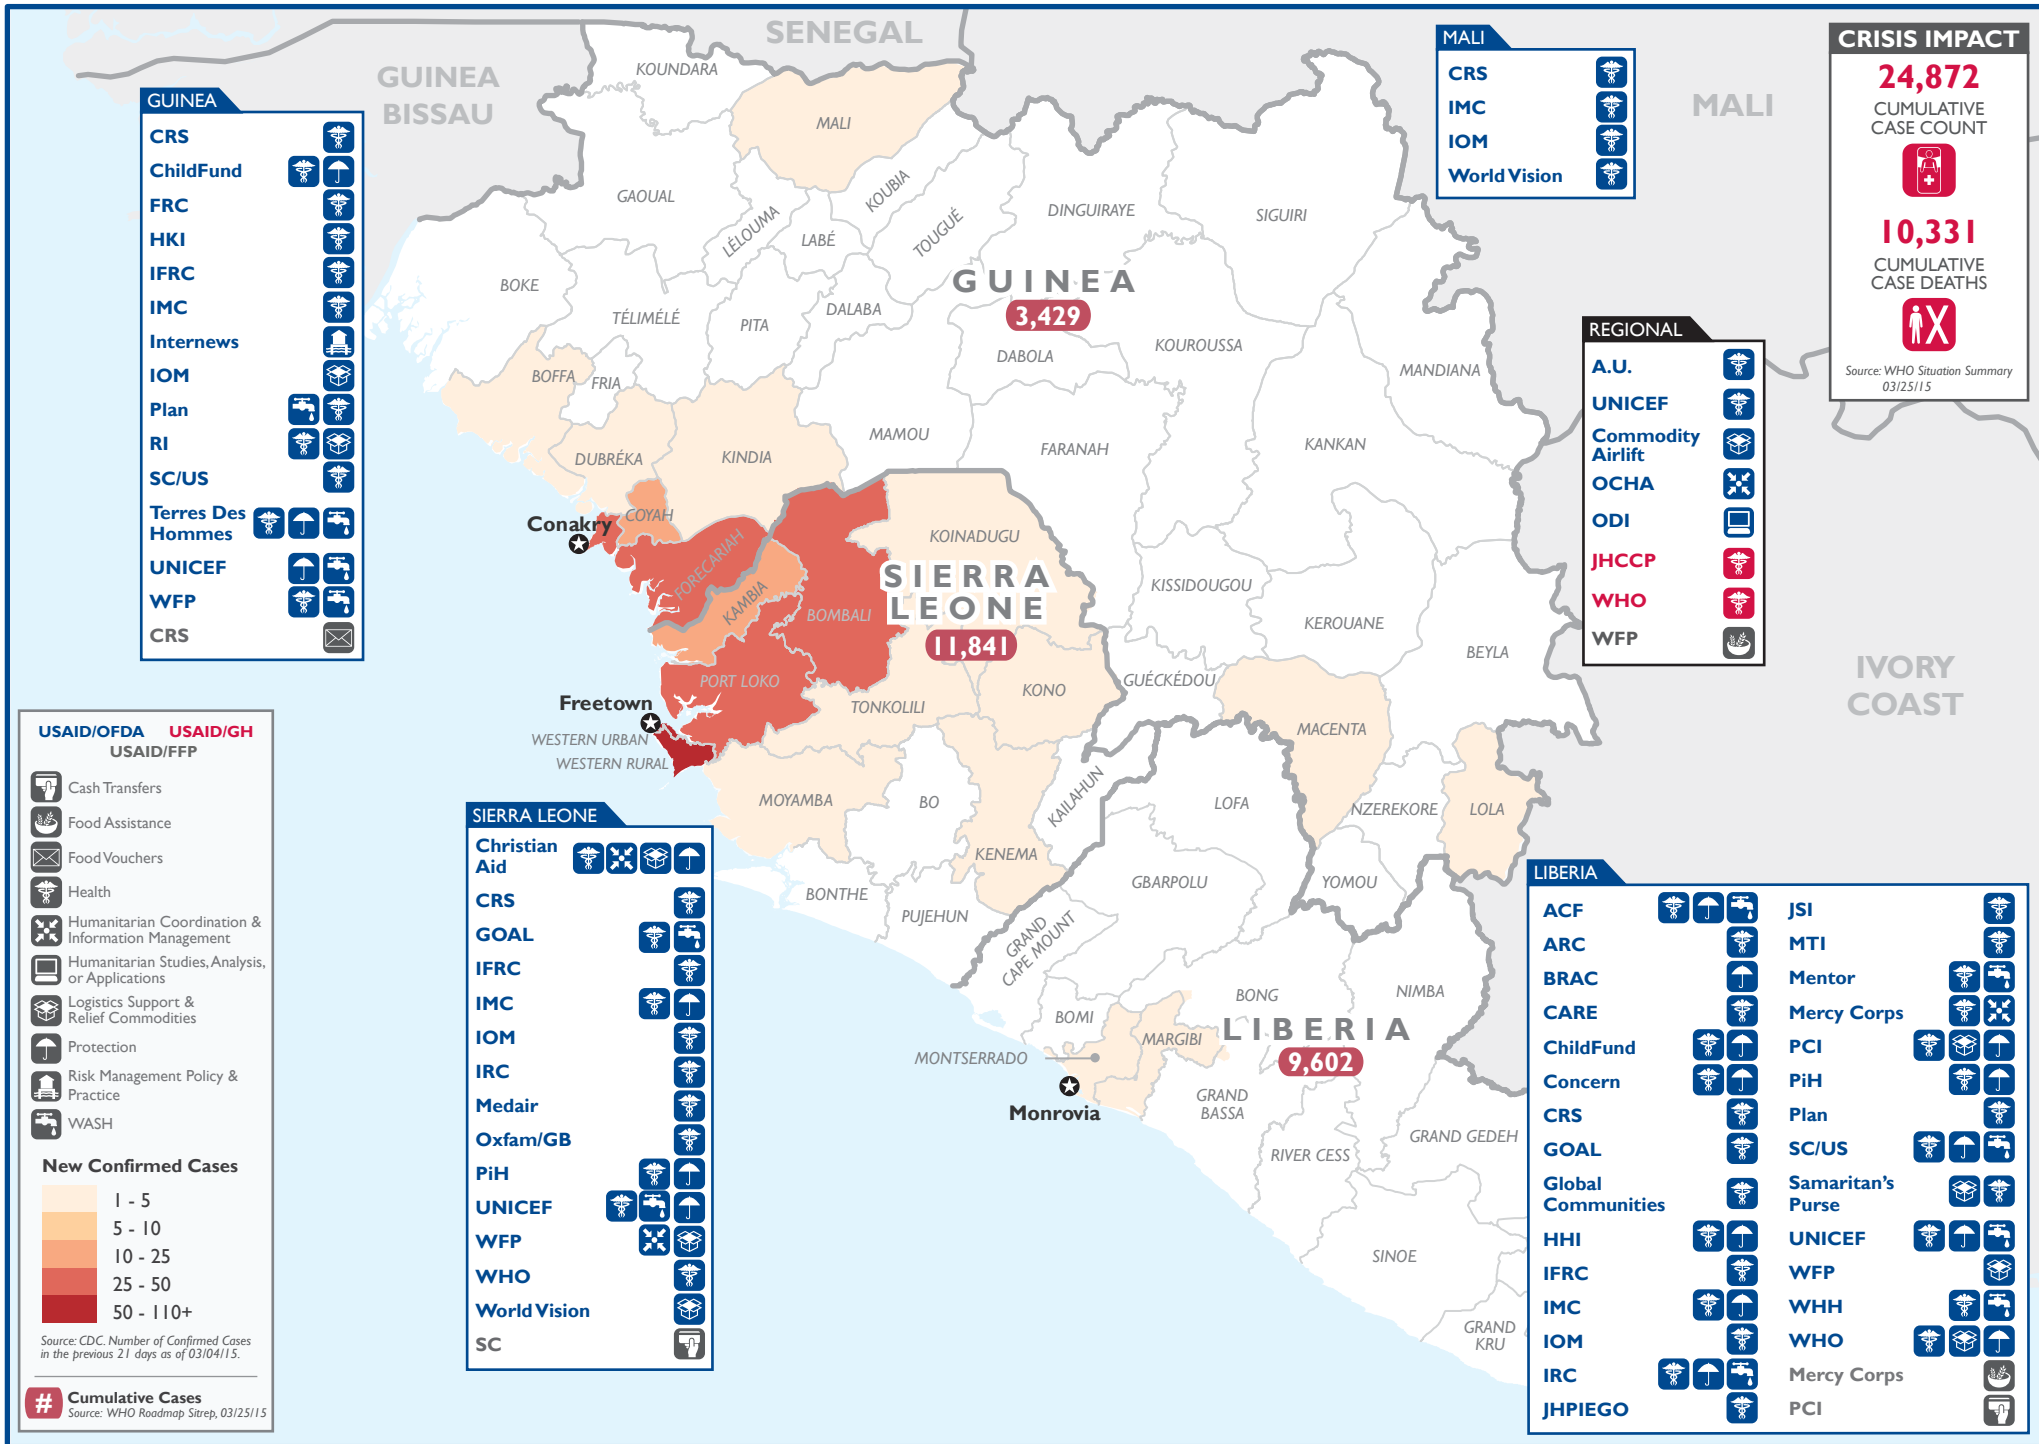 SENEGAL
GUINEA
BISSAU
MALI
IVORY
COAST
GUINEA
CRS
ChildFund
FRC
HKI
IFRC
IMC
Internews
IOM
Plan
RI
SC/US
Terres Des
Hommes
UNICEF
WFP
CRS
MALI
CRS
IMC
IOM
World Vision
CRISIS IMPACT
24,872
CUMULATIVE
CASE COUNT
10,331
CUMULATIVE
CASE DEATHS
Source: WHO Situation Summary
03/25/15
REGIONAL
A.U.
UNICEF
Commodity
Airlift
OCHA
ODI
JHCCP
WHO
WFP
KOUNDARA
MALI
GAOUAL
KOUBIA
LÉLOUMA
LABÉ
TOUGUÉ
DINGUIRAYE
SIGUIRI
BOKE
TÉLIMÉLÉ
PITA
DALABA
GUINEA
3,429
DABOLA
KOUROUSSA
MANDIANA
BOFFA
FRIA
MAMOU
FARANAH
KANKAN
DUBRÉKA
KINDIA
Conakry
COYAH
FORECARIAH
KOINADUGU
KISSIDOUGOU
KEROUANE
BEYLA
KAMBIA
BOMBALI
SIERRA
LEONE
11,841
PORT LOKO
KONO
GUÉCKÉDOU
TONKOLILI
Freetown
WESTERN URBAN
WESTERN RURAL
MACENTA
MOYAMBA
BO
KAILAHUN
LOFA
NZEREKORE
LOLA
KENEMA
BONTHE
PUJEHUN
GBARPOLU
YOMOU
GRAND
CAPE MOUNT
BOMI
BONG
NIMBA
MARGIBI
MONTSERRADO
LIBERIA
9,602
Monrovia
GRAND
BASSA
GRAND GEDEH
RIVER CESS
SINOE
GRAND
KRU
USAID/OFDA USAID/GH
USAID/FFP
Cash Transfers
Food Assistance
Food Vouchers
Health
Humanitarian Coordination &
Information Management
Humanitarian Studies, Analysis,
or Applications
Logistics Support &
Relief Commodities
Protection
Risk Management Policy &
Practice
WASH
New Confirmed Cases
1 - 5
5 - 10
10 - 25
25 - 50
50 - 110+
Source: CDC. Number of Confirmed Cases
in the previous 21 days as of 03/04/15.
# Cumulative Cases
Source: WHO Roadmap Sitrep, 03/25/15
SIERRA LEONE
Christian
Aid
CRS
GOAL
IFRC
IMC
IOM
IRC
Medair
Oxfam/GB
PiH
UNICEF
WFP
WHO
World Vision
SC
LIBERIA
ACF
ARC
BRAC
CARE
ChildFund
Concern
CRS
GOAL
Global
Communities
HHI
IFRC
IMC
IOM
IRC
JHPIEGO
JSI
MTI
Mentor
Mercy Corps
PCI
PiH
Plan
SC/US
Samaritan's
Purse
UNICEF
WFP
WHH
WHO
Mercy Corps
PCI